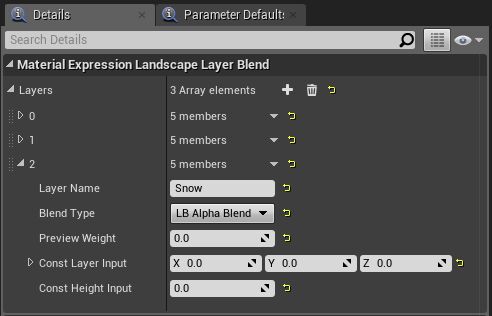 Details
Parameter Defaults
Search Details
Material Expression Landscape Layer Blend
Layers 3 Array elements
0 5 members
1 5 members
2 5 members
Layer Name Snow
Blend Type LB Alpha Blend
Preview Weight 0.0
Const Layer Input X 0.0 Y 0.0 Z 0.0
Const Height Input 0.0